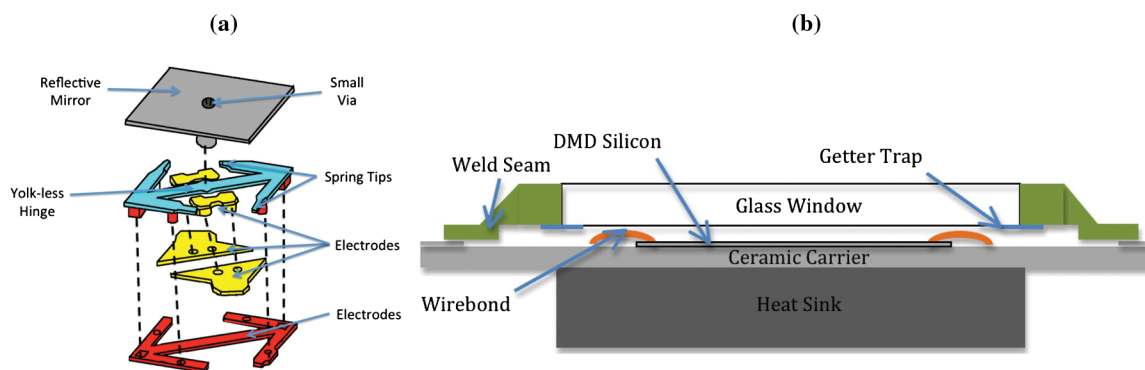 (a)
Reflective
Mirror
Small
Via
Yolk-less
Hinge
Spring Tips
Electrodes
Electrodes
(b)
DMD Silicon
Getter Trap
Weld Seam
Glass Window
Ceramic Carrier
Wirebond
Heat Sink